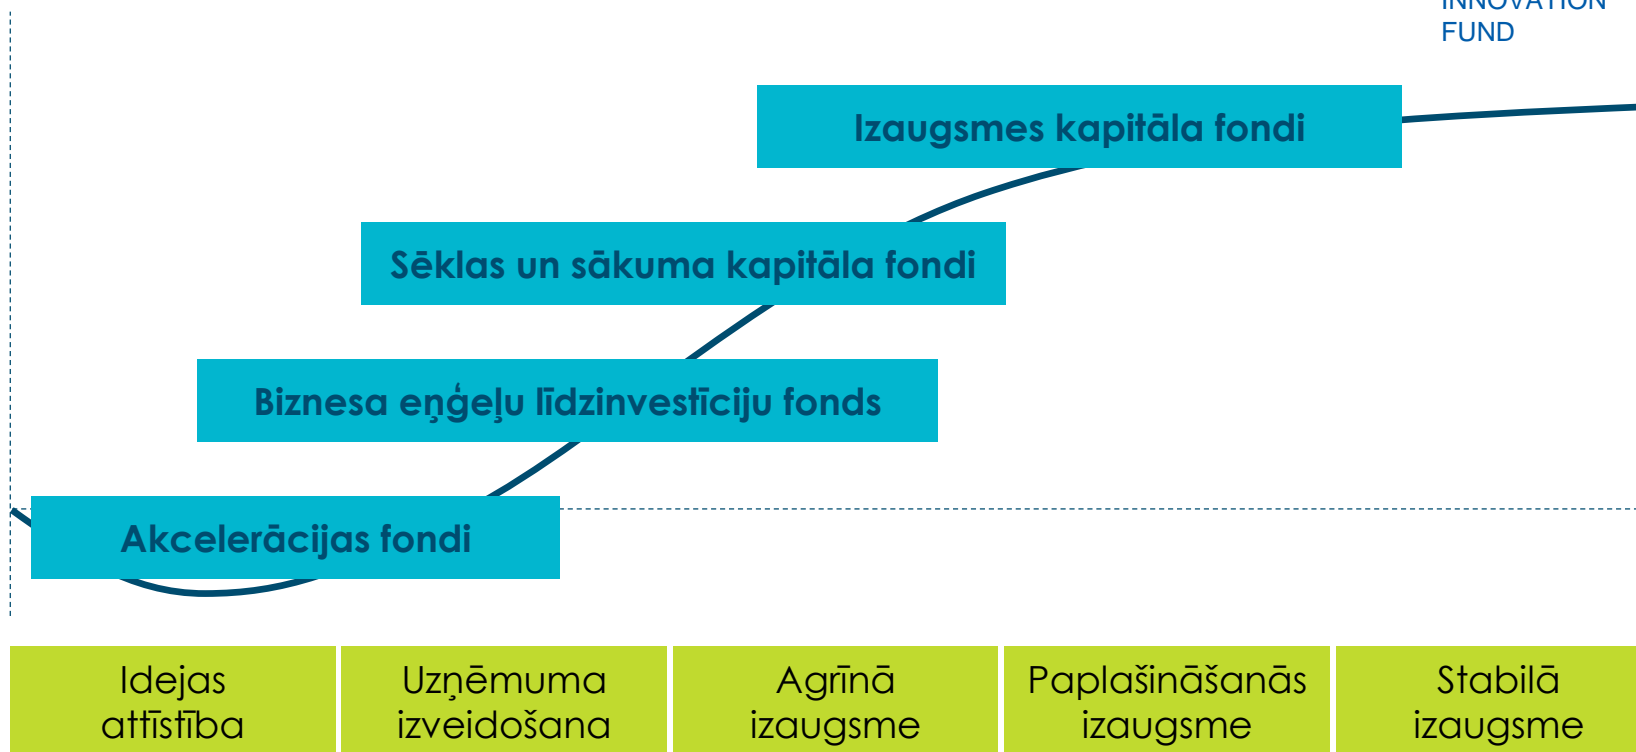 INNOVATION
FUND
Izaugsmes kapitāla fondi
Sēklas un sākuma kapitāla fondi
Biznesa eņģeļu līdzinvestīciju fonds
Akcelerācijas fondi
Idejas
attīstība
Uzņēmuma
izveidošana
Agrīnā
izaugsme
Paplašināšanās
izaugsme
Stabilā
izaugsme